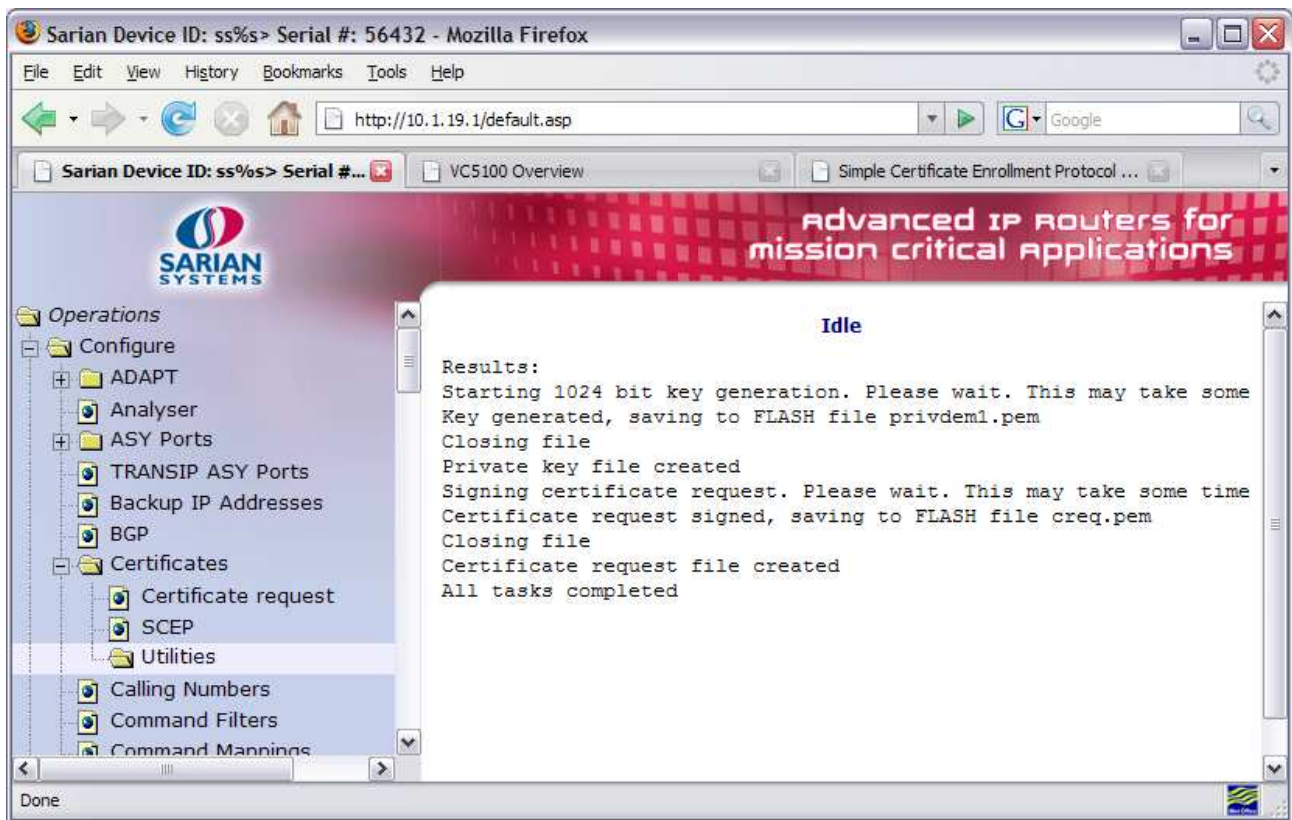 Sarian Device ID: ss%s> Serial #: 56432 - Mozilla Firefox
File Edit View History Bookmarks Tools Help
http://10.1.19.1/default.asp
G Google
Sarian Device ID: ss%s> Serial #...
VC5100 Overview
Simple Certificate Enrollment Protocol ...
SARIAN
SYSTEMS
Advanced IP Routers for
mission critical Applications
Operations
Configure
ADAPT
Analyser
ASY Ports
TRANSIP ASY Ports
Backup IP Addresses
BGP
Certificates
Certificate request
SCEP
Utilities
Calling Numbers
Command Filters
Command Mappings
Idle
Results:
Starting 1024 bit key generation. Please wait. This may take some
Key generated, saving to FLASH file privdem1.pem
Closing file
Private key file created
Signing certificate request. Please wait. This may take some time
Certificate request signed, saving to FLASH file creq.pem
Closing file
Certificate request file created
All tasks completed
Done